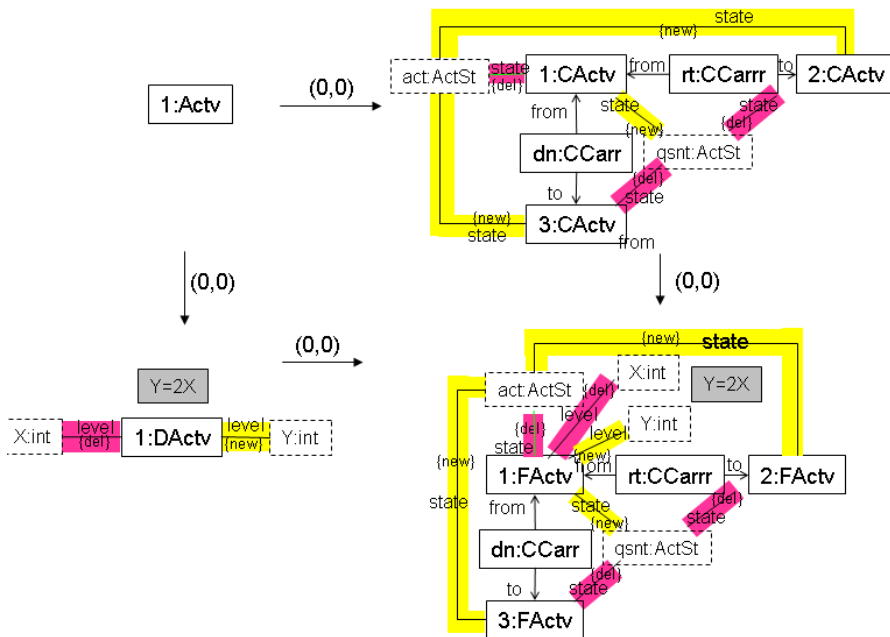 state
{new}
act:ActSt
state
{del}
1:CActv
from
rt:CCarrr
to
2:CActv
1:Actv
(0,0)
state
{new}
state
{del}
from
dn:CCarr
qsnt:ActSt
to
{del}
state
{new}
state
3:CActv
from
(0,0)
(0,0)
(0,0)
{new}
state
Y=2X
act:ActSt
X:int
{del}
Y=2X
level
X:int
level
{del}
1:DActv
level
{new}
Y:int
{del}
state
level
{new}
Y:int
{new}
state
1:FActv
from
rt:CCarrr
to
2:FActv
from
state
{new}
{del}
state
dn:CCarr
qsnt:ActSt
to
{del}
state
3:FActv